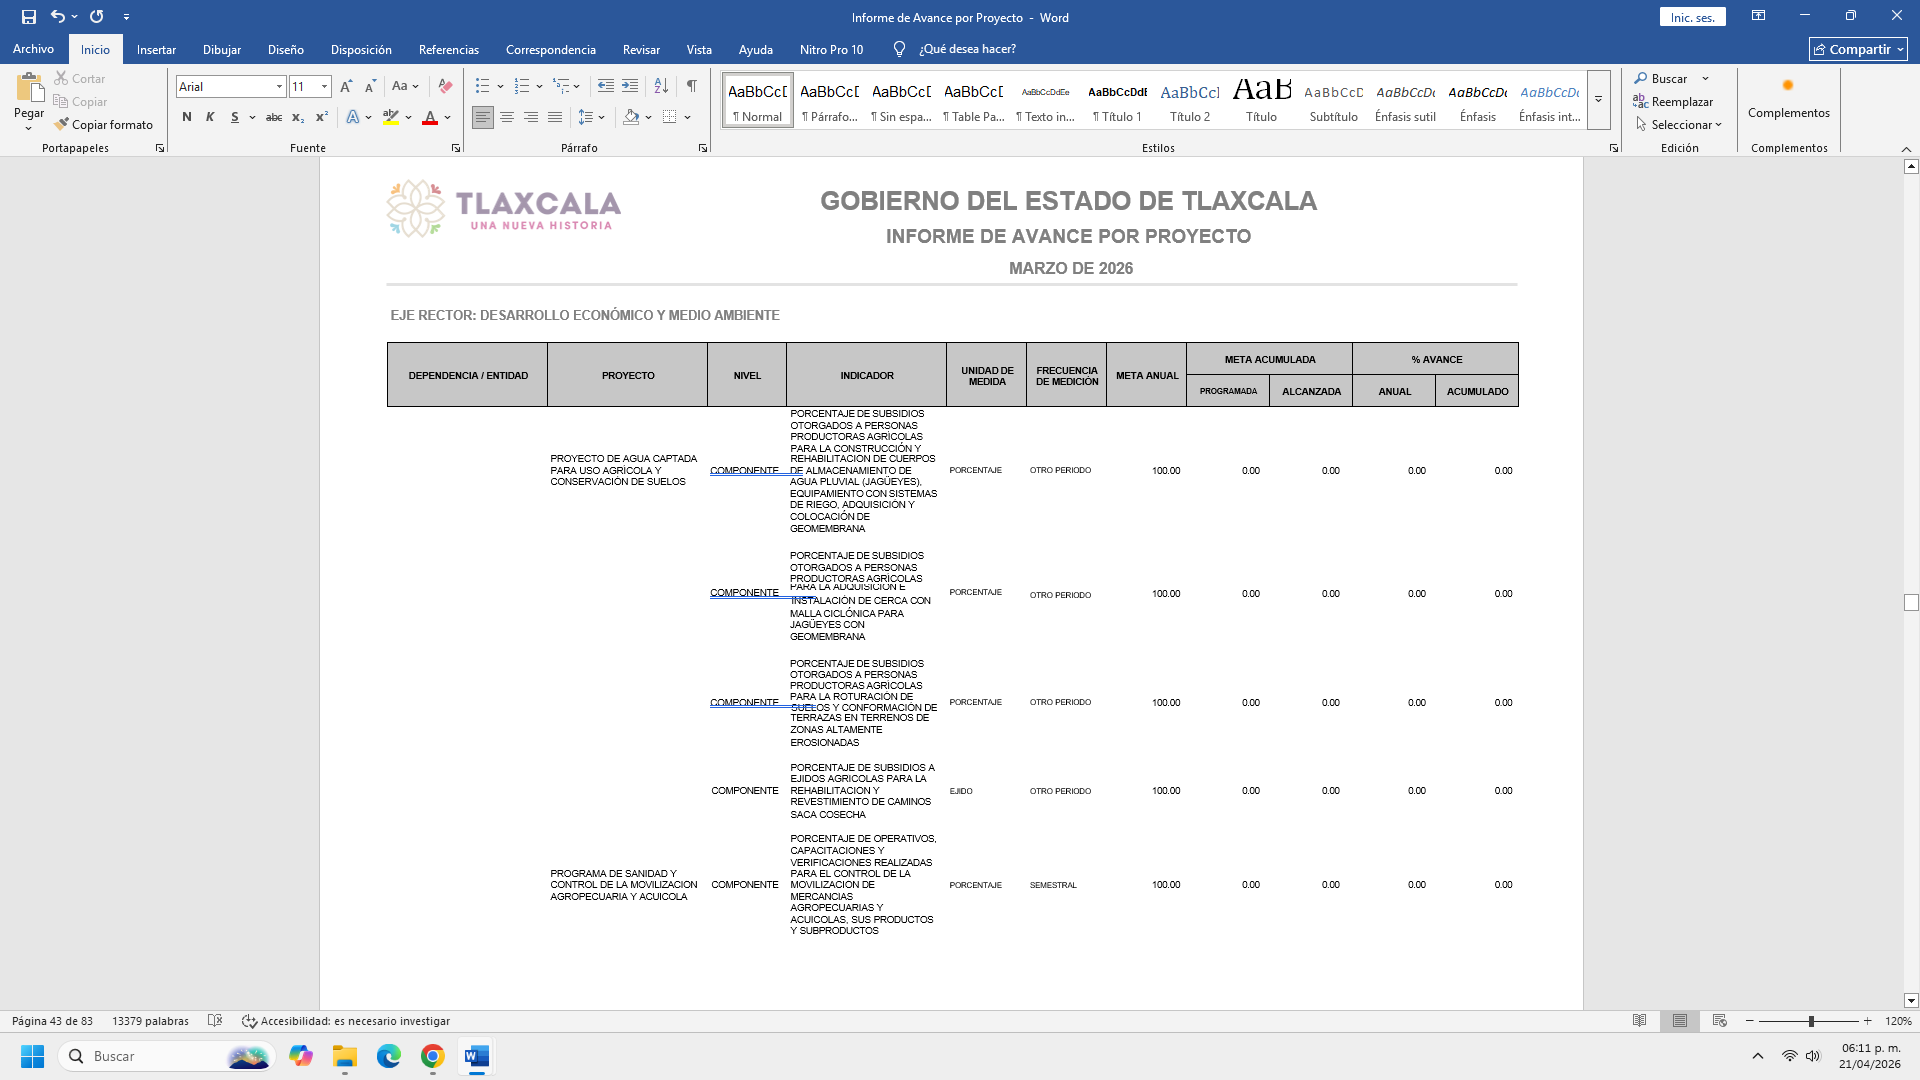 Informe de Avance por Proyecto - Word
Inic. ses.
Archivo Inicio Insertar Dibujar Diseño Disposición Referencias Correspondencia Revisar Vista Ayuda Nitro Pro 10 ¿Qué desea hacer? Compartir
Pegar
Cortar
Copiar
Copiar formato
Portapapeles
Arial 11
Fuente
Párrafo
¶ Normal ¶ Párrafo... ¶ Sin espa... ¶ Table Pa... ¶ Texto in... ¶ Título 1 Título 2 Título Subtítulo Énfasis sutil Énfasis Énfasis int...
Estilos
Buscar
Reemplazar
Seleccionar
Edición
Complementos
Complementos
TLAXCALA
UNA NUEVA HISTORIA
GOBIERNO DEL ESTADO DE TLAXCALA
INFORME DE AVANCE POR PROYECTO
MARZO DE 2026
EJE RECTOR: DESARROLLO ECONÓMICO Y MEDIO AMBIENTE
DEPENDENCIA / ENTIDAD PROYECTO NIVEL INDICADOR UNIDAD DE MEDIDA FRECUENCIA DE MEDICIÓN META ANUAL META ACUMULADA % AVANCE
PROGRAMADA ALCANZADA ANUAL ACUMULADO
PROYECTO DE AGUA CAPTADA
PARA USO AGRÍCOLA Y
CONSERVACIÓN DE SUELOS
COMPONENTE
PORCENTAJE DE SUBSIDIOS
OTORGADOS A PERSONAS
PRODUCTORAS AGRÍCOLAS
PARA LA CONSTRUCCIÓN Y
REHABILITACIÓN DE CUERPOS
DE ALMACENAMIENTO DE
AGUA PLUVIAL (JAGÜEYES),
EQUIPAMIENTO CON SISTEMAS
DE RIEGO, ADQUISICIÓN Y
COLOCACIÓN DE
GEOMEMBRANA
PORCENTAJE OTRO PERIODO 100.00 0.00 0.00 0.00 0.00
COMPONENTE
PORCENTAJE DE SUBSIDIOS
OTORGADOS A PERSONAS
PRODUCTORAS AGRÍCOLAS
PARA LA ADQUISICIÓN E
INSTALACIÓN DE CERCA CON
MALLA CICLÓNICA PARA
JAGÜEYES CON
GEOMEMBRANA
PORCENTAJE OTRO PERIODO 100.00 0.00 0.00 0.00 0.00
COMPONENTE
PORCENTAJE DE SUBSIDIOS
OTORGADOS A PERSONAS
PRODUCTORAS AGRÍCOLAS
PARA LA ROTURACIÓN DE
SUELOS Y CONFORMACIÓN DE
TERRAZAS EN TERRENOS DE
ZONAS ALTAMENTE
EROSIONADAS
PORCENTAJE OTRO PERIODO 100.00 0.00 0.00 0.00 0.00
COMPONENTE
PORCENTAJE DE SUBSIDIOS A
EJIDOS AGRICOLAS PARA LA
REHABILITACION Y
REVESTIMIENTO DE CAMINOS
SACA COSECHA
EJIDO OTRO PERIODO 100.00 0.00 0.00 0.00 0.00
PROGRAMA DE SANIDAD Y
CONTROL DE LA MOVILIZACION
AGROPECUARIA Y ACUICOLA
COMPONENTE
PORCENTAJE DE OPERATIVOS,
CAPACITACIONES Y
VERIFICACIONES REALIZADAS
PARA EL CONTROL DE LA
MOVILIZACION DE
MERCANCIAS
AGROPECUARIAS Y
ACUICOLAS, SUS PRODUCTOS
Y SUBPRODUCTOS
PORCENTAJE SEMESTRAL 100.00 0.00 0.00 0.00 0.00
Página 43 de 83 13379 palabras Accesibilidad: es necesario investigar 120%
Buscar
06:11 p. m.
21/04/2026